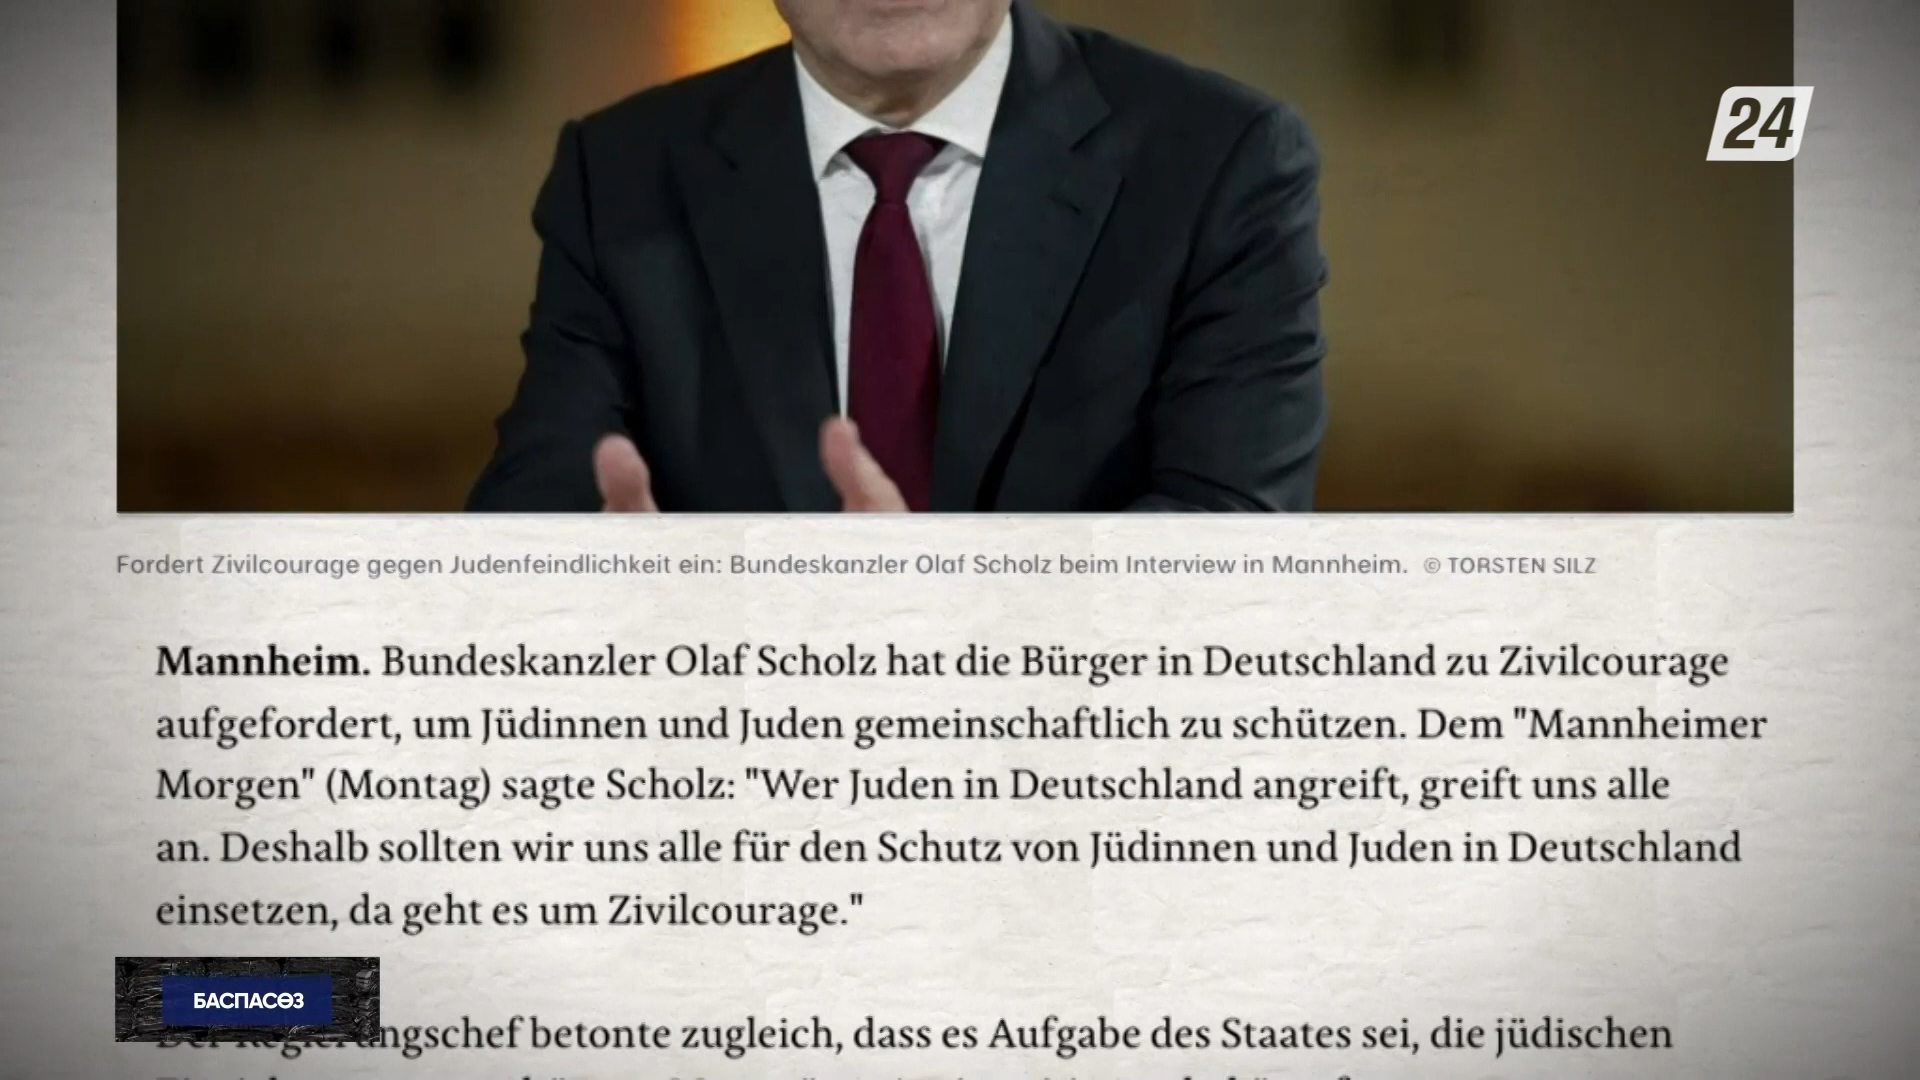 24
Fordert Zivilcourage gegen Judenfeindlichkeit ein: Bundeskanzler Olaf Scholz beim Interview in Mannheim. © TORSTEN SILZ
Mannheim. Bundeskanzler Olaf Scholz hat die Bürger in Deutschland zu Zivilcourage
aufgefordert, um Jüdinnen und Juden gemeinschaftlich zu schützen. Dem "Mannheimer
Morgen" (Montag) sagte Scholz: "Wer Juden in Deutschland angreift, greift uns alle
an. Deshalb sollten wir uns alle für den Schutz von Jüdinnen und Juden in Deutschland
einsetzen, da geht es um Zivilcourage."
БАСПАСӨЗ
Der Regierungschef betonte zugleich, dass es Aufgabe des Staates sei, die jüdischen